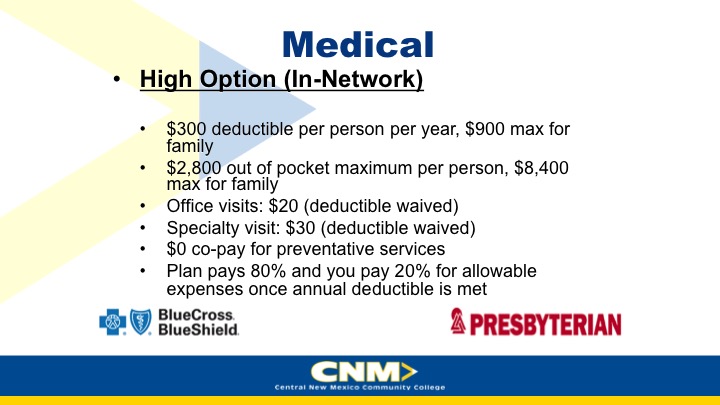 Medical
• High Option (In-Network)
• $300 deductible per person per year, $900 max for
family
• $2,800 out of pocket maximum per person, $8,400
max for family
• Office visits: $20 (deductible waived)
• Specialty visit: $30 (deductible waived)
• $0 co-pay for preventative services
• Plan pays 80% and you pay 20% for allowable
expenses once annual deductible is met
BlueCross
BlueShield
PRESBYTERIAN
CNM
Central New Mexico Community College